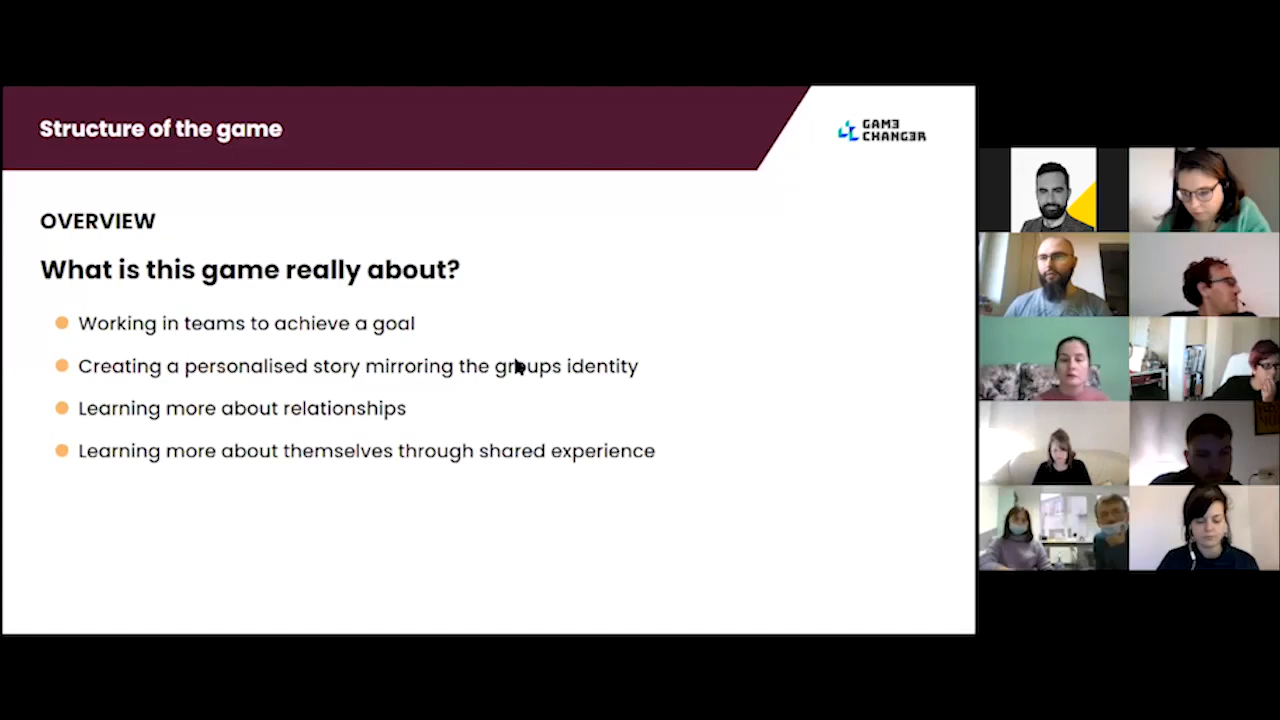 Structure of the game
GAM3
CHANG3R
OVERVIEW
What is this game really about?
Working in teams to achieve a goal
Creating a personalised story mirroring the groups identity
Learning more about relationships
Learning more about themselves through shared experience